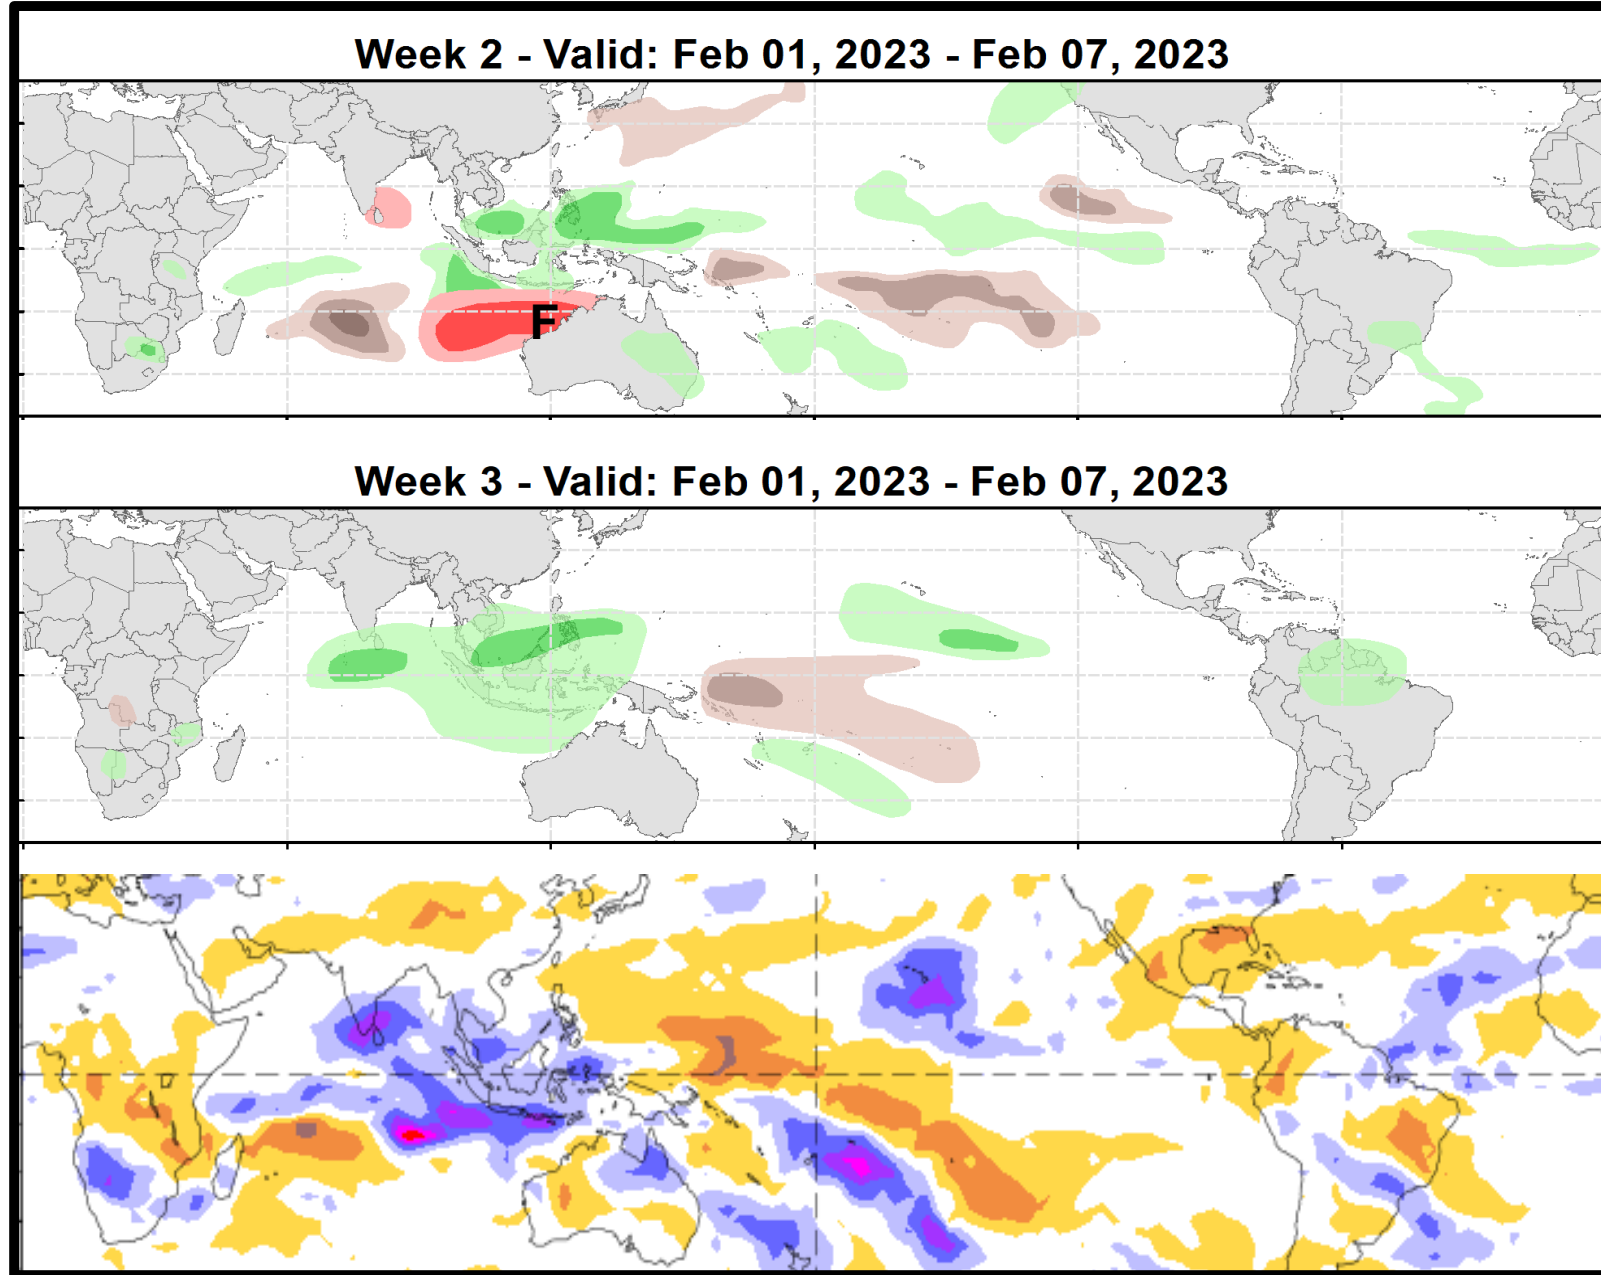 Week 2 - Valid: Feb 01, 2023 - Feb 07, 2023
F
Week 3 - Valid: Feb 01, 2023 - Feb 07, 2023